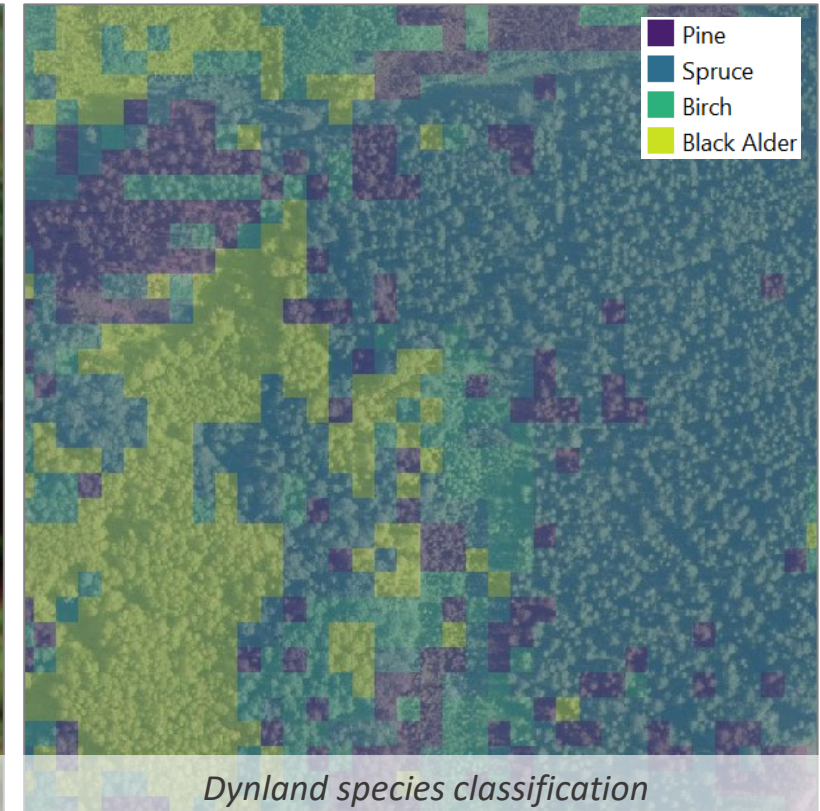 Pine
Spruce
Birch
Black Alder
Dynland species classification